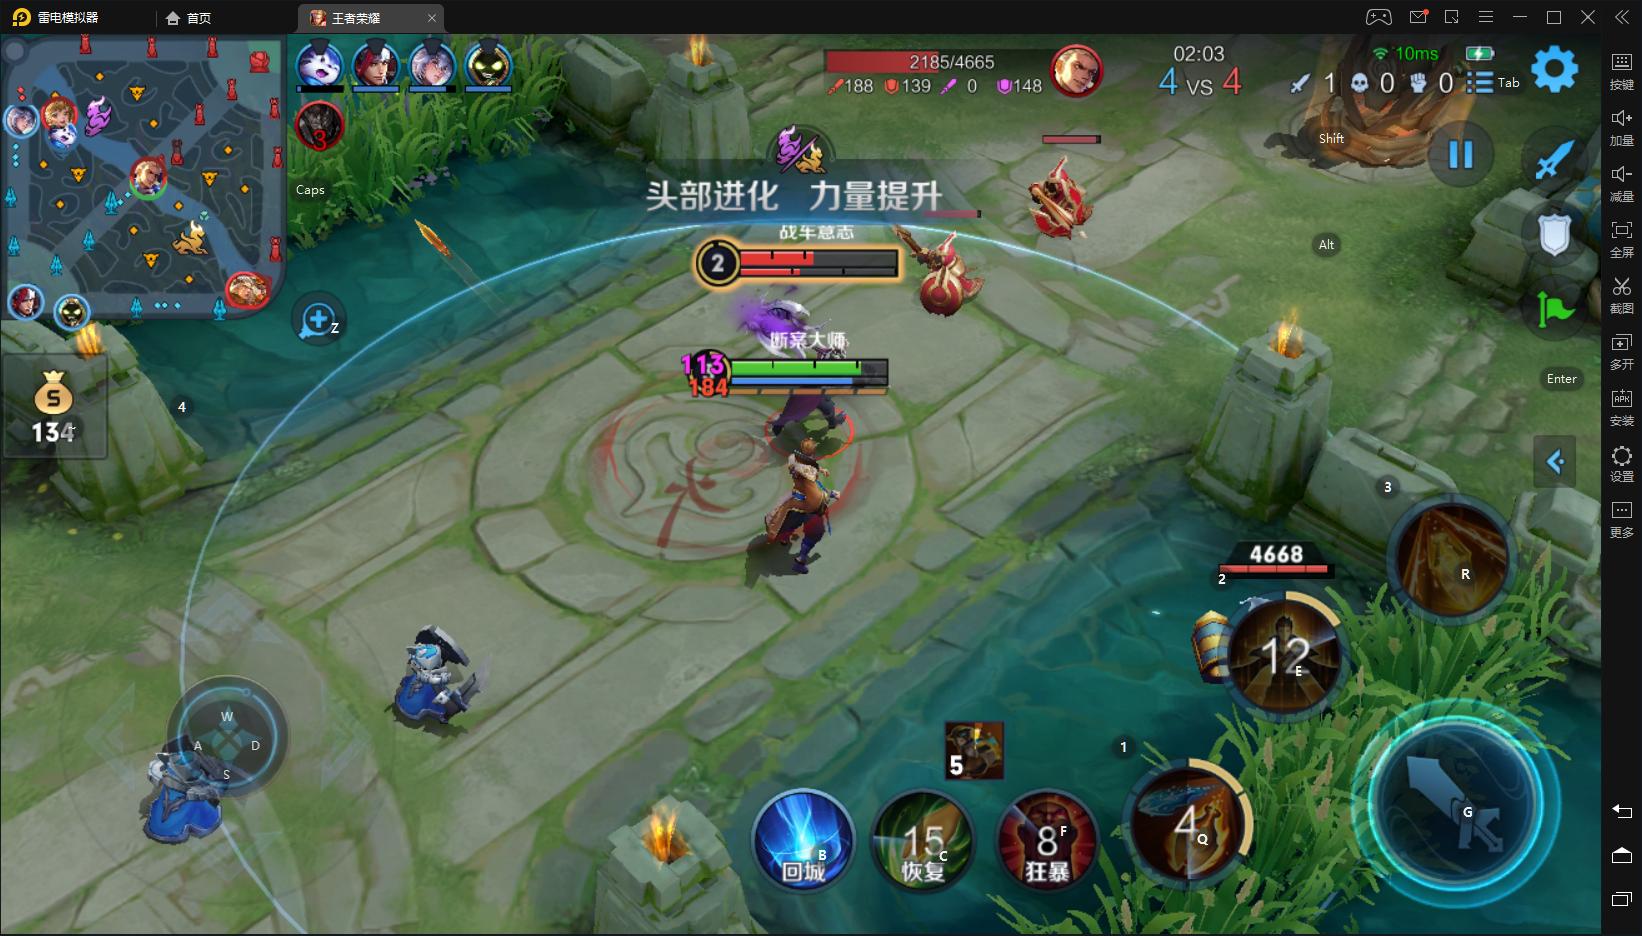 雷电模拟器
首页
王者荣耀
2185/4665
188 139 0 148
02:03
4 VS 4
10ms
1 0 0
Tab
Shift
3
Caps
头部进化 力量提升
战车意志
2
断案大师
113
184
Z
Alt
Enter
134
~
4
3
R
4668
2
12
E
W
A
D
S
5
1
G
4
Q
回城
B
15
恢复
C
8
狂暴
F
按键
加量
减量
全屏
截图
多开
APK
安装
设置
更多